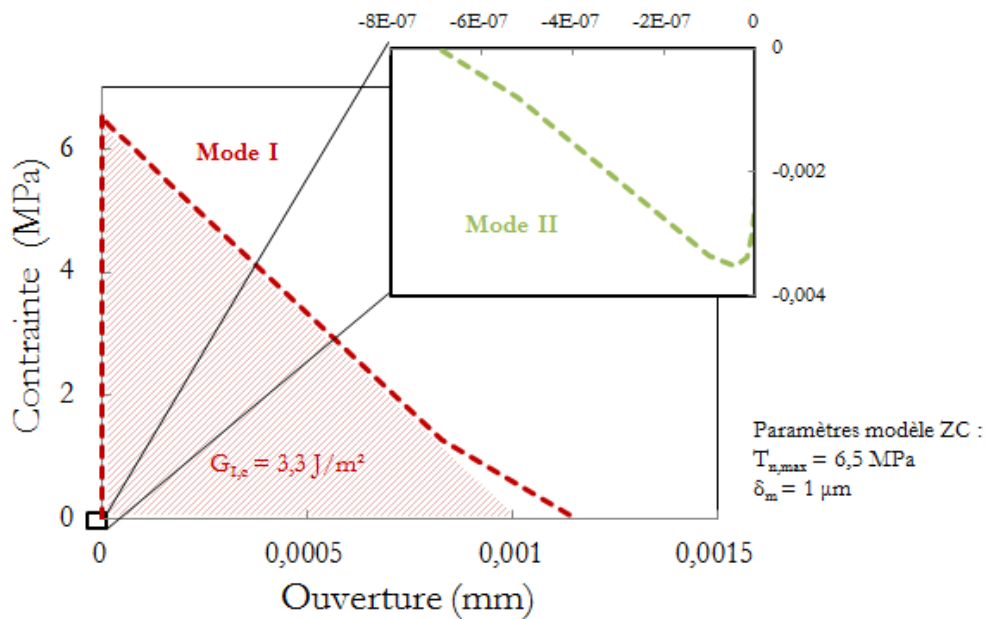 -8E-07 -6E-07 -4E-07 -2E-07 0
0
-0,002
-0,004
Mode II
Mode I
Contrainte (MPa)
6
4
2
0
G_I,c = 3,3 J/m²
0 0,0005 0,001 0,0015
Ouverture (mm)
Paramètres modèle ZC :
T_n,max = 6,5 MPa
δ_m = 1 µm